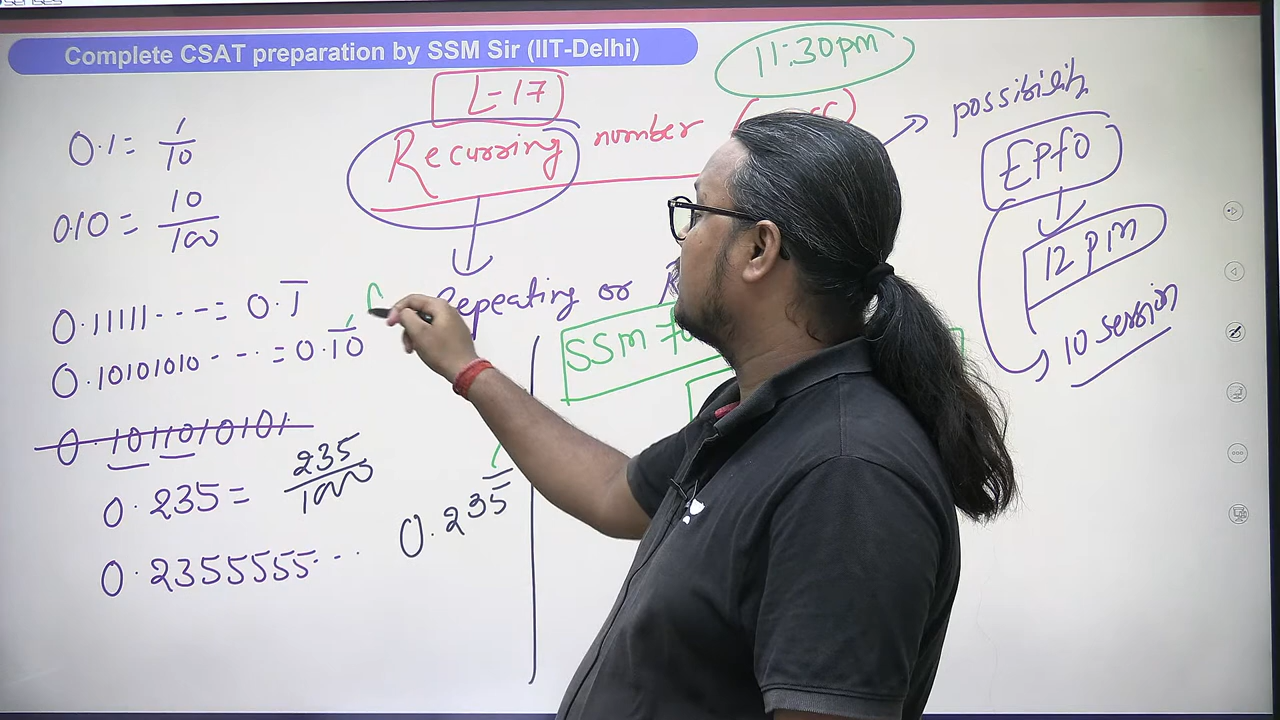 Complete CSAT preparation by SSM Sir (IIT-Delhi)
11:30pm
L-17
Recurring number
possibility
EPFO
12 pm
10 session
Repeating or
SSM
0.1 = 1/10
0.10 = 10/100
0.11111--- = 0.1̅
0.10101010--- = 0.1̅0̅
0.1011010101
0.235 = 235/1000
0.2355555...
0.235̅